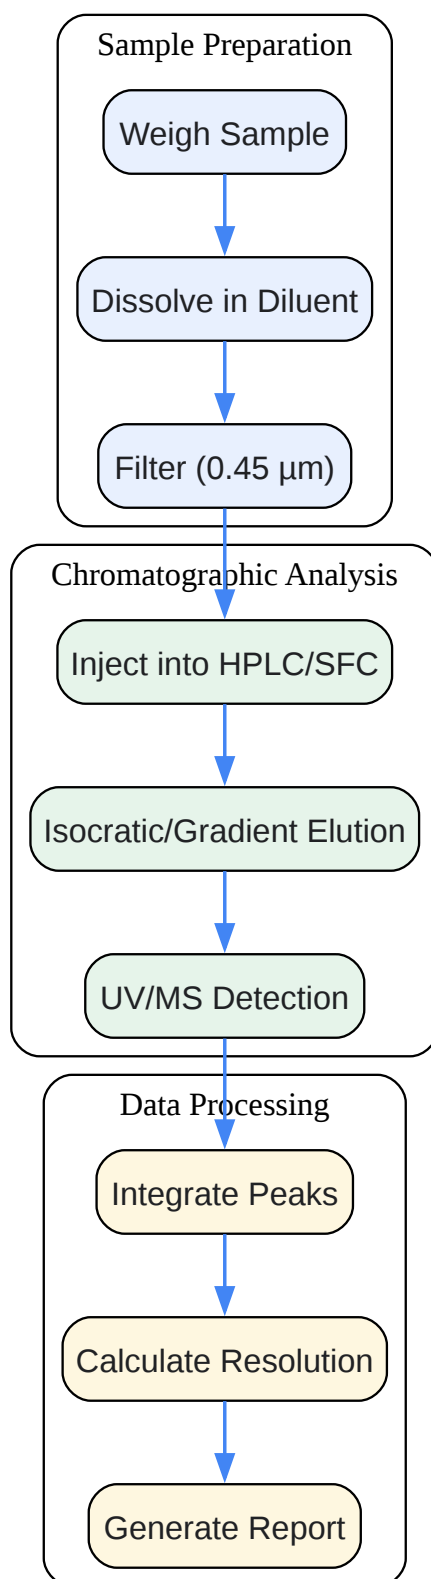 Sample Preparation
Weigh Sample
Dissolve in Diluent
Filter (0.45 µm)
Chromatographic Analysis
Inject into HPLC/SFC
Isocratic/Gradient Elution
UV/MS Detection
Data Processing
Integrate Peaks
Calculate Resolution
Generate Report